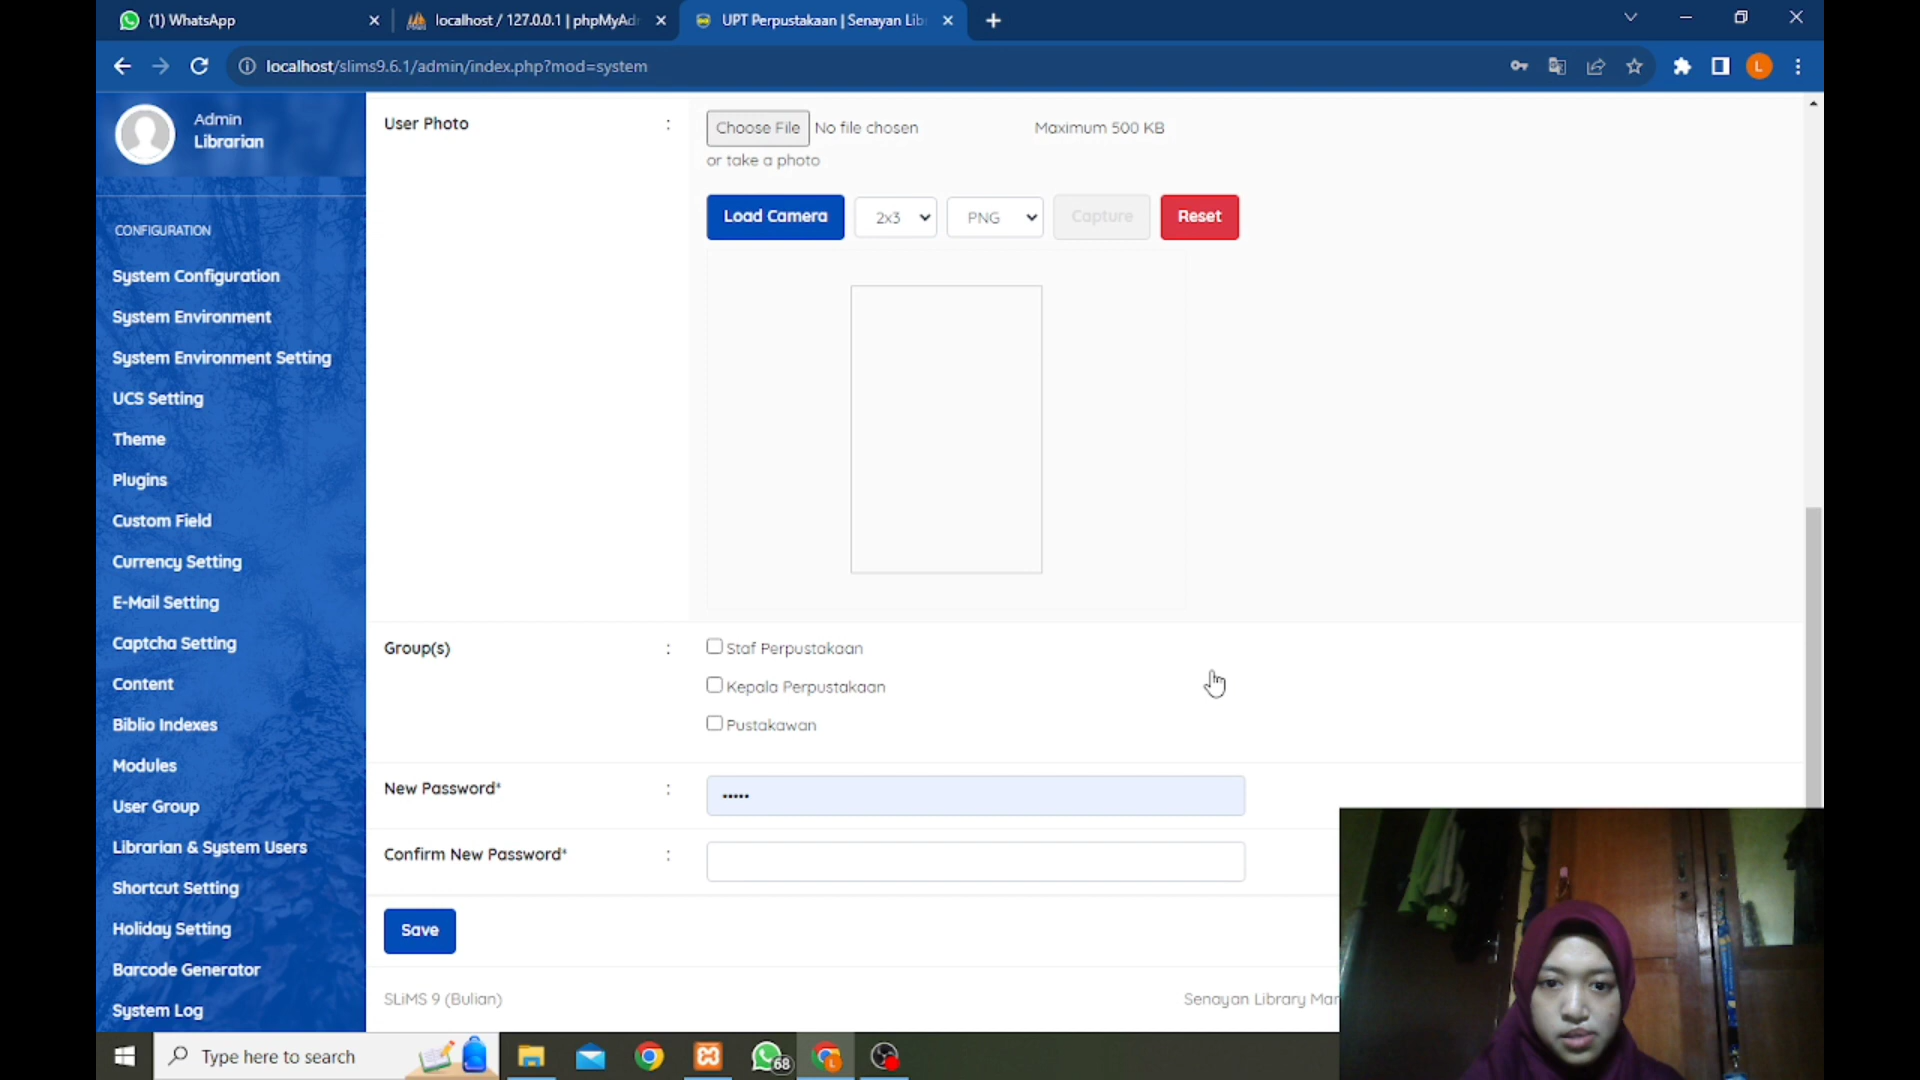 (1) WhatsApp
localhost / 127.0.0.1 | phpMyAd
UPT Perpustakaan | Senayan Lib
localhost/slims9.6.1/admin/index.php?mod=system
L
Admin
Librarian
CONFIGURATION
System Configuration
System Environment
System Environment Setting
UCS Setting
Theme
Plugins
Custom Field
Currency Setting
E-Mail Setting
Captcha Setting
Content
Biblio Indexes
Modules
User Group
Librarian & System Users
Shortcut Setting
Holiday Setting
Barcode Generator
System Log
User Photo :
Choose File No file chosen Maximum 500 KB
or take a photo
Load Camera 2x3 PNG Capture Reset
Group(s) :
Staf Perpustakaan
Kepala Perpustakaan
Pustakawan
New Password* : •••••
Confirm New Password* :
Save
SLiMS 9 (Bulian) Senayan Library Man
Type here to search
68
L